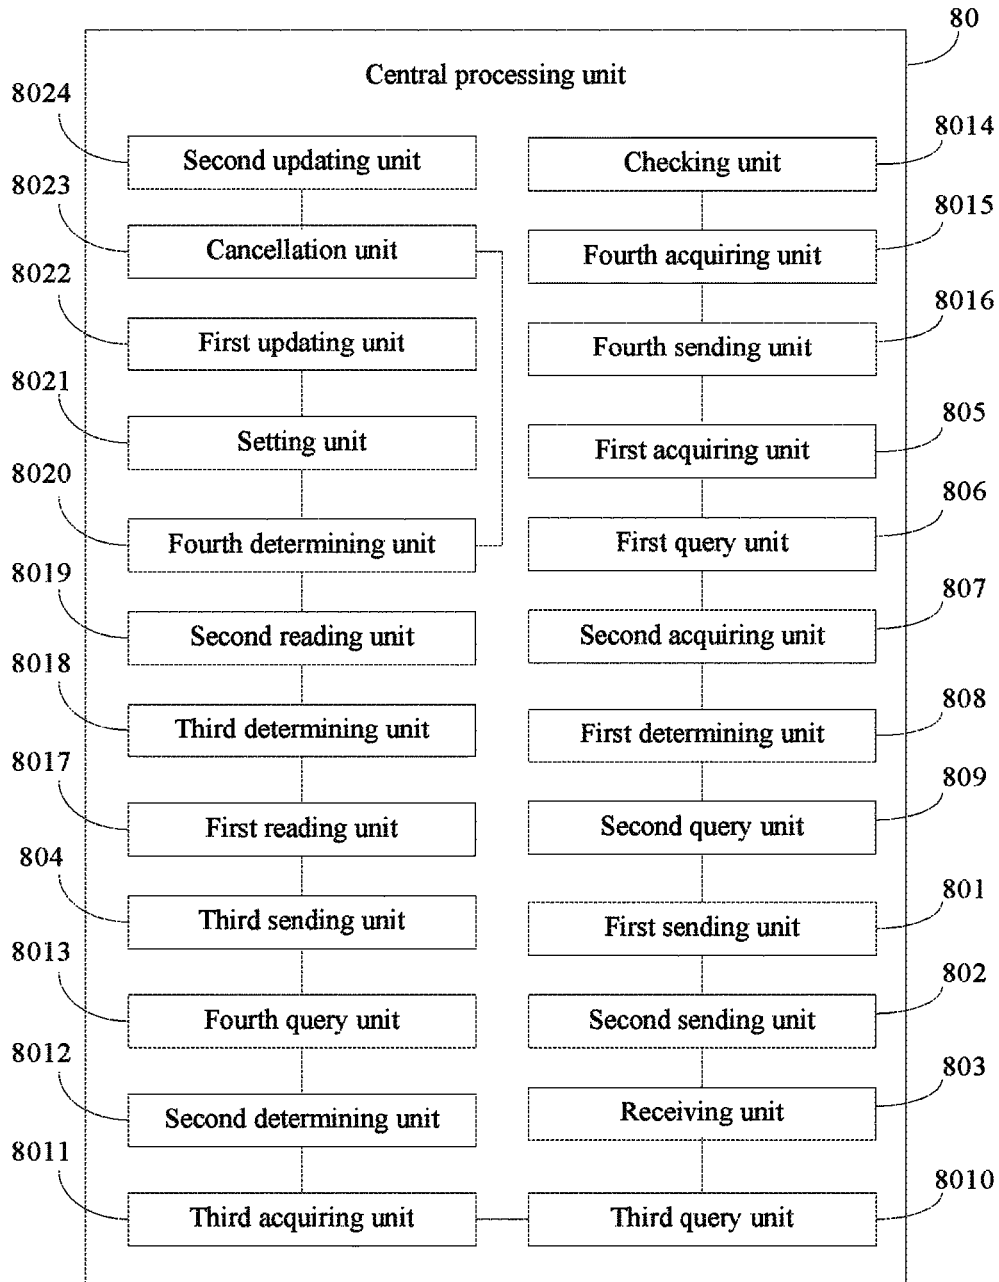 80
Central processing unit
8024
Second updating unit
8014
Checking unit
8023
Cancellation unit
8015
Fourth acquiring unit
8022
First updating unit
8016
Fourth sending unit
8021
Setting unit
805
First acquiring unit
8020
Fourth determining unit
806
First query unit
8019
Second reading unit
807
Second acquiring unit
8018
Third determining unit
808
First determining unit
8017
First reading unit
809
Second query unit
804
Third sending unit
801
First sending unit
8013
Fourth query unit
802
Second sending unit
8012
Second determining unit
803
Receiving unit
8011
Third acquiring unit
8010
Third query unit